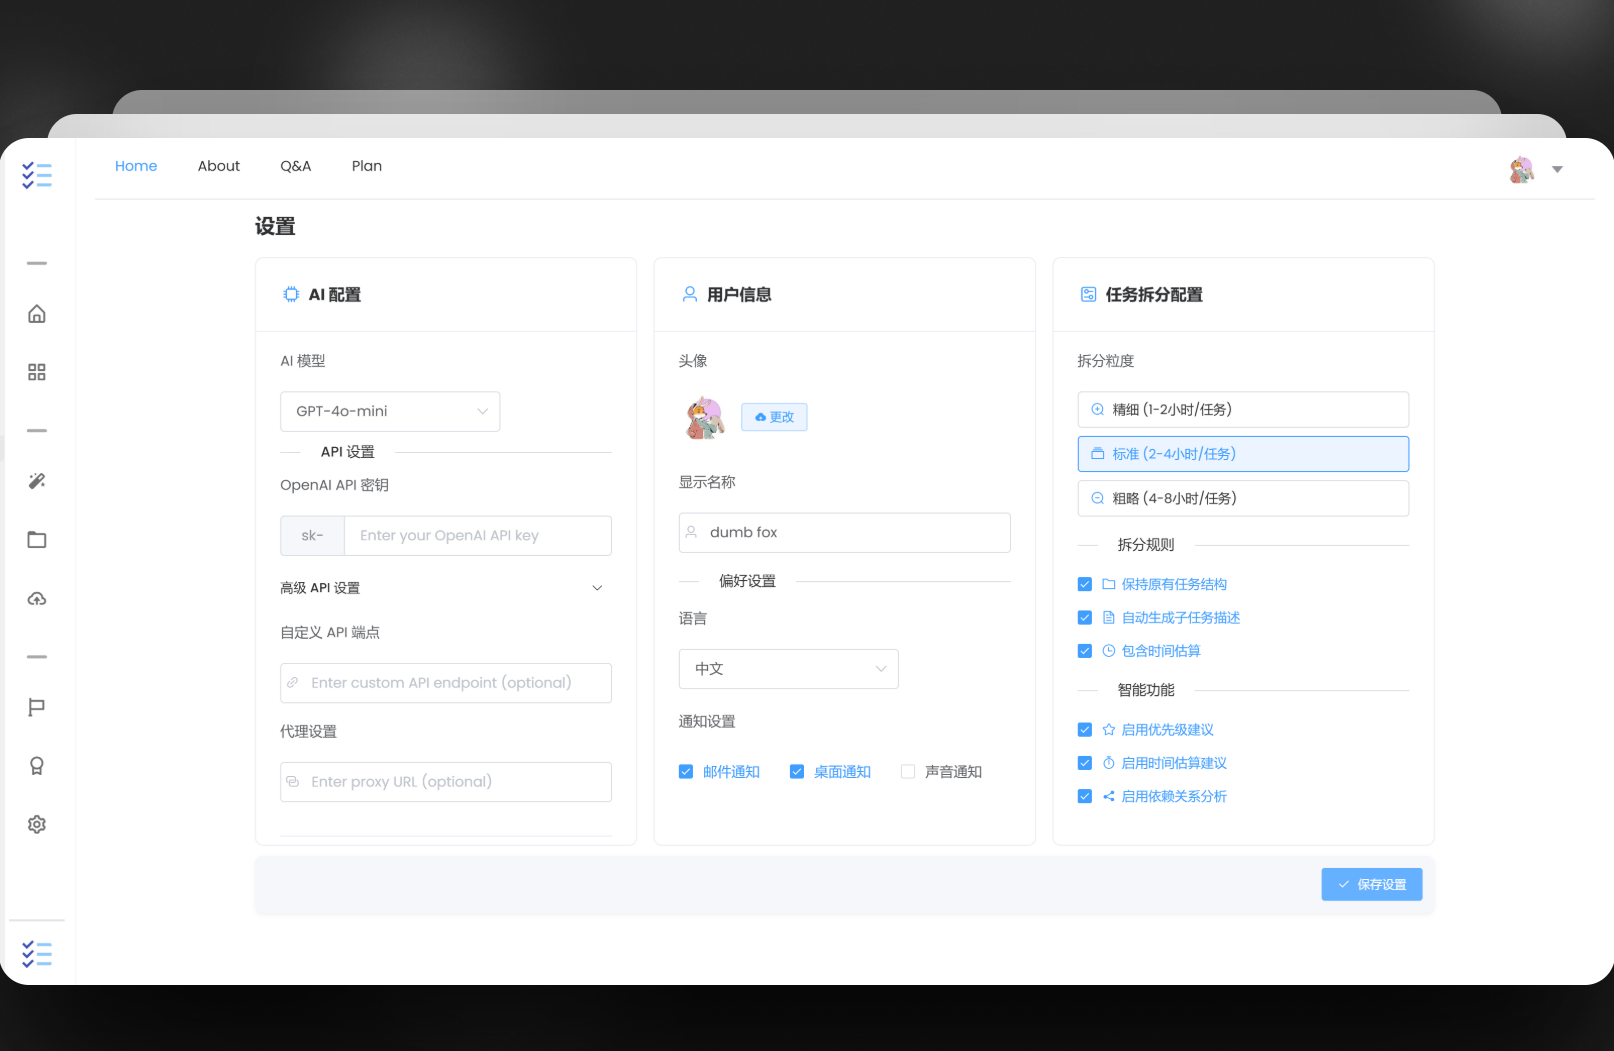 Home About Q&A Plan
设置
AI 配置
AI 模型
GPT-4o-mini
API 设置
OpenAI API 密钥
sk- Enter your OpenAI API key
高级 API 设置
自定义 API 端点
Enter custom API endpoint (optional)
代理设置
Enter proxy URL (optional)
用户信息
头像
更改
显示名称
dumb fox
偏好设置
语言
中文
通知设置
邮件通知 桌面通知 声音通知
任务拆分配置
拆分粒度
精细 (1-2小时/任务)
标准 (2-4小时/任务)
粗略 (4-8小时/任务)
拆分规则
保持原有任务结构
自动生成子任务描述
包含时间估算
智能功能
启用优先级建议
启用时间估算建议
启用依赖关系分析
保存设置